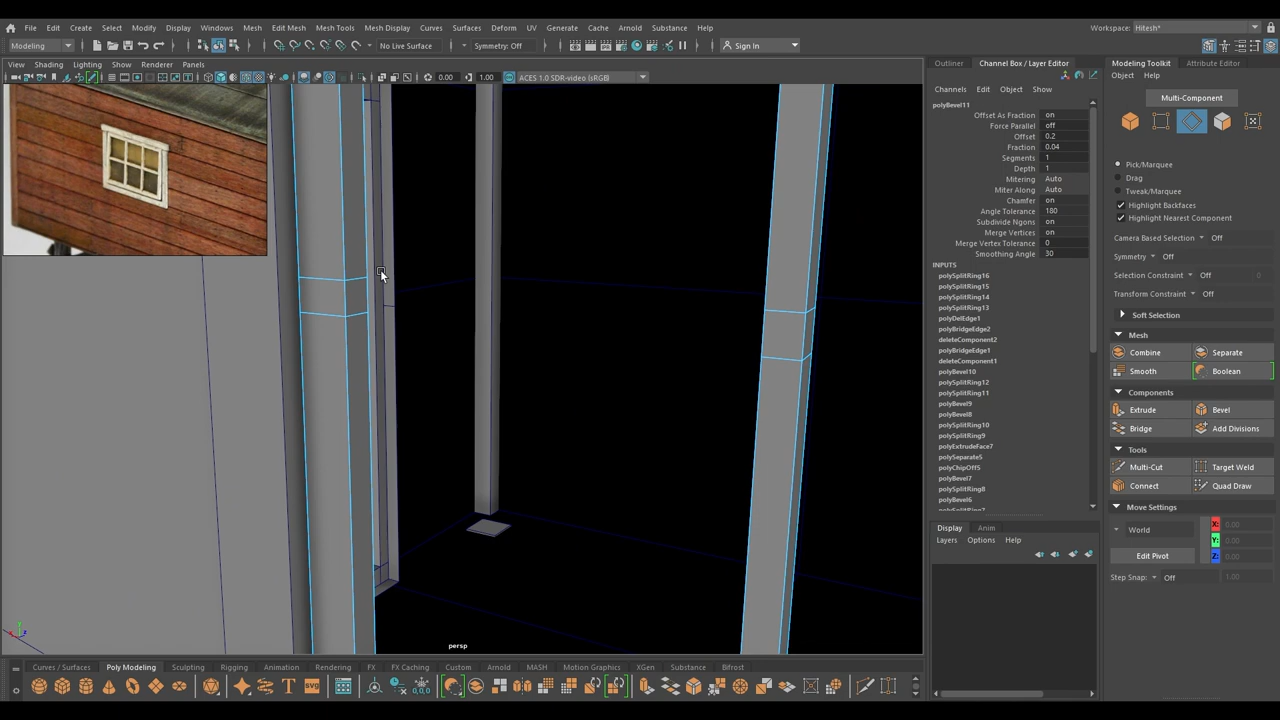 File Edit Create Select Modify Display Windows Mesh Edit Mesh Mesh Tools Mesh Display Curves Surfaces Deform UV Generate Cache Arnold Substance Help
Workspace: Hitesh*
Modeling
No Live Surface
Symmetry: Off
Sign In
View Shading Lighting Show Renderer Panels
0.00
1.00
ACES 1.0 SDR-video (sRGB)
persp
Outliner Channel Box / Layer Editor
Channels Edit Object Show
polyBevel11
Offset As Fraction on
Force Parallel off
Offset 0.2
Fraction 0.04
Segments 1
Depth 1
Mitering Auto
Miter Along Auto
Chamfer on
Angle Tolerance 180
Subdivide Ngons on
Merge Vertices on
Merge Vertex Tolerance 0
Smoothing Angle 30
INPUTS
polySplitRing16
polySplitRing15
polySplitRing14
polySplitRing13
polyDelEdge1
polyBridgeEdge2
deleteComponent2
polyBridgeEdge1
deleteComponent1
polyBevel10
polySplitRing12
polySplitRing11
polyBevel9
polyBevel8
polySplitRing10
polySplitRing9
polyExtrudeFace7
polySeparate5
polyChipOff5
polyBevel7
polySplitRing8
polyBevel6
polySplitRing7
Display Anim
Layers Options Help
Modeling Toolkit Attribute Editor
Object Help
Multi-Component
Pick/Marquee
Drag
Tweak/Marquee
Highlight Backfaces
Highlight Nearest Component
Camera Based Selection Off
Symmetry Off
Selection Constraint Off 0
Transform Constraint Off
Soft Selection
Mesh
Combine Separate
Smooth Boolean
Components
Extrude Bevel
Bridge Add Divisions
Tools
Multi-Cut Target Weld
Connect Quad Draw
Move Settings
World
X: 0.00
Y: 0.00
Edit Pivot
Z: 0.00
Step Snap: Off 1.00
Curves / Surfaces Poly Modeling Sculpting Rigging Animation Rendering FX FX Caching Custom Arnold MASH Motion Graphics XGen Substance Bifrost